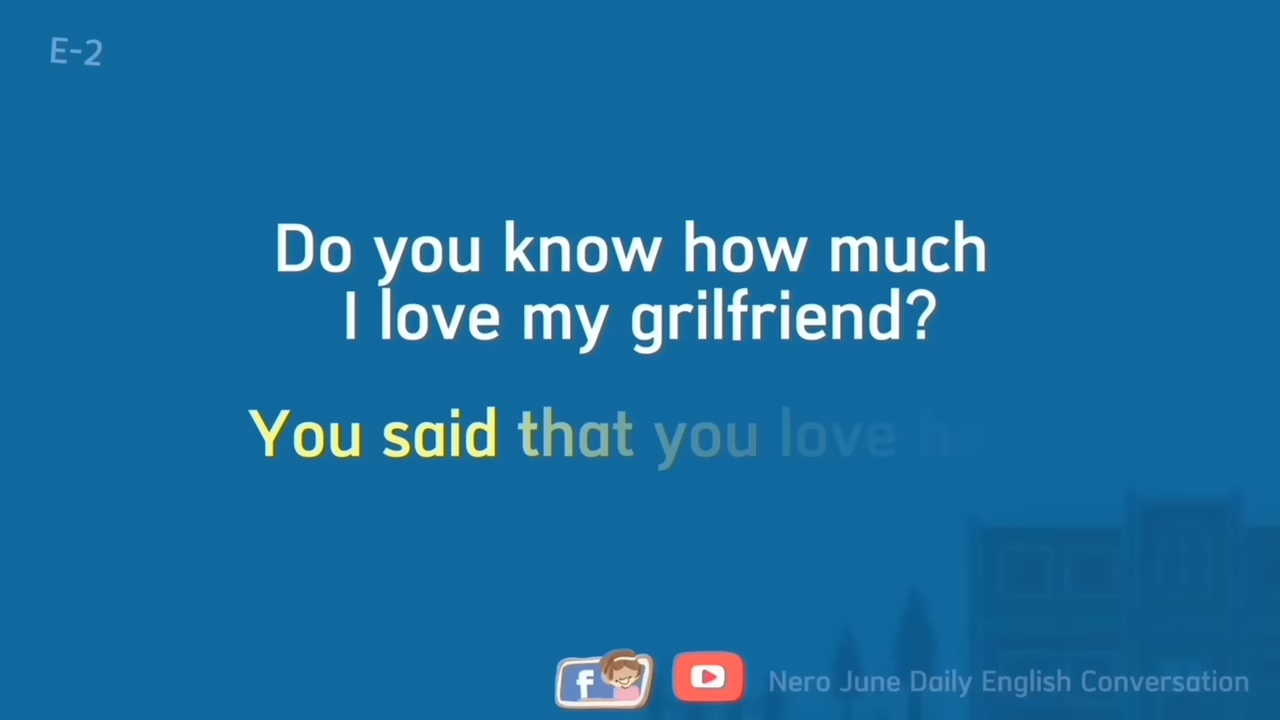 E-2
Do you know how much
I love my grilfriend?
You said that you love
Nero June Daily English Conversation